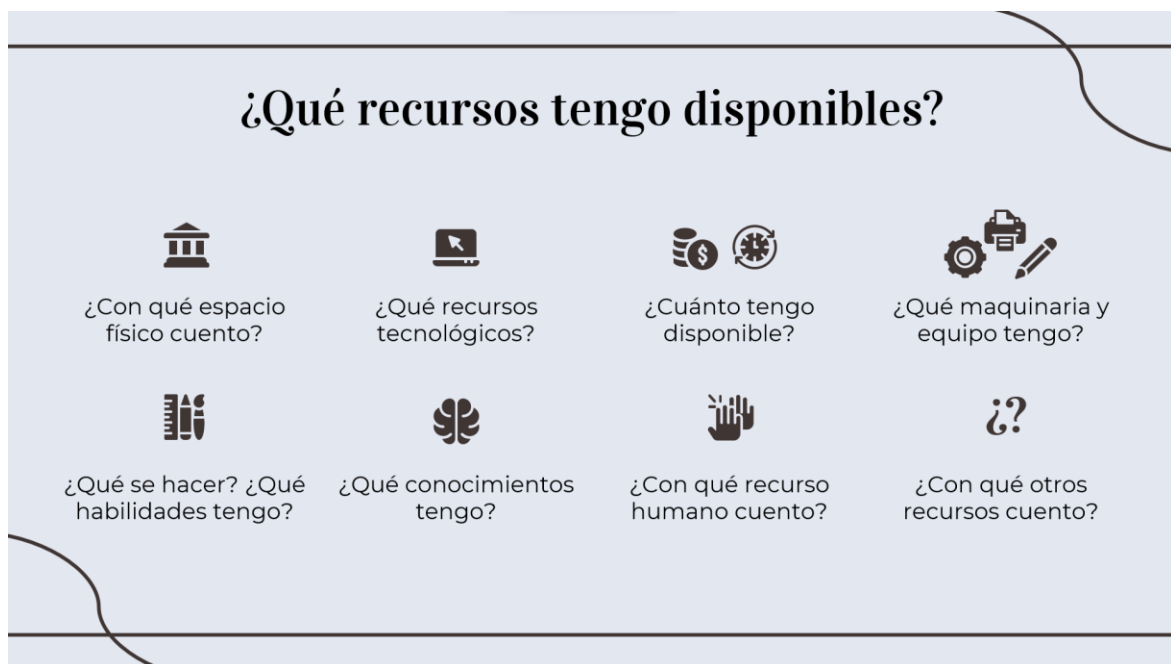 ¿Qué recursos tengo disponibles?
¿Con qué espacio
físico cuento?
¿Qué recursos
tecnológicos?
¿Cuánto tengo
disponible?
¿Qué maquinaria y
equipo tengo?
¿?
¿Qué se hacer? ¿Qué
habilidades tengo?
¿Qué conocimientos
tengo?
¿Con qué recurso
humano cuento?
¿Con qué otros
recursos cuento?